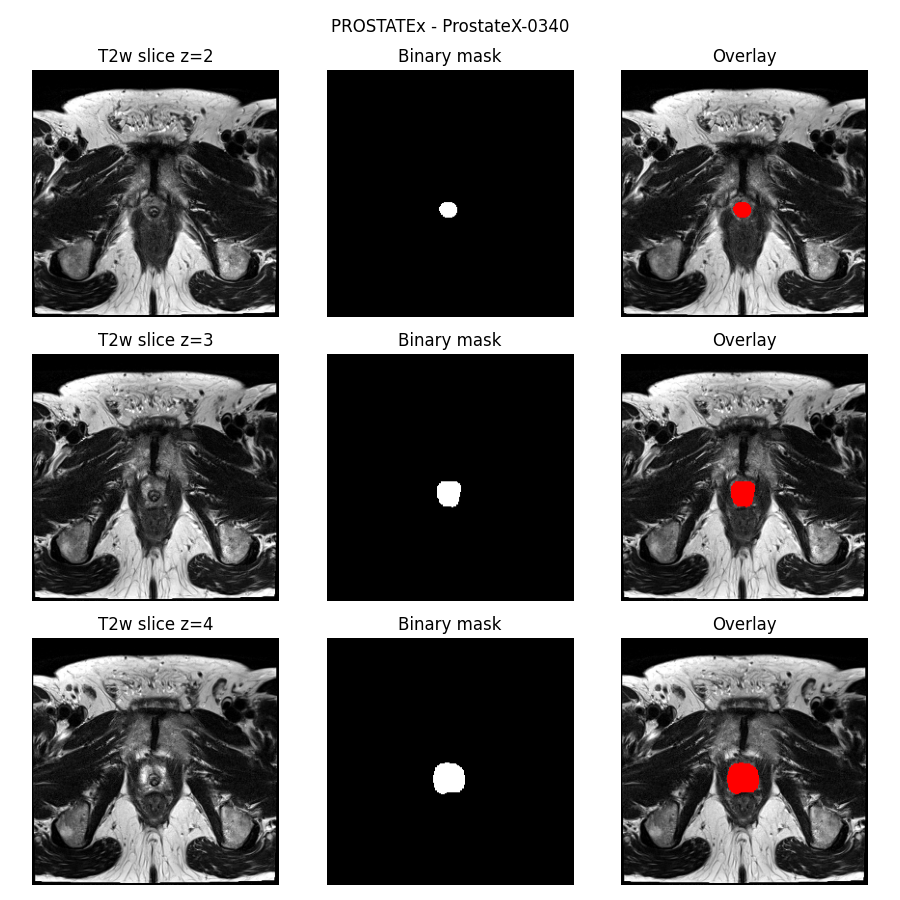 PROSTATEx - ProstateX-0340
T2w slice z=2
Binary mask
Overlay
T2w slice z=3
Binary mask
Overlay
T2w slice z=4
Binary mask
Overlay